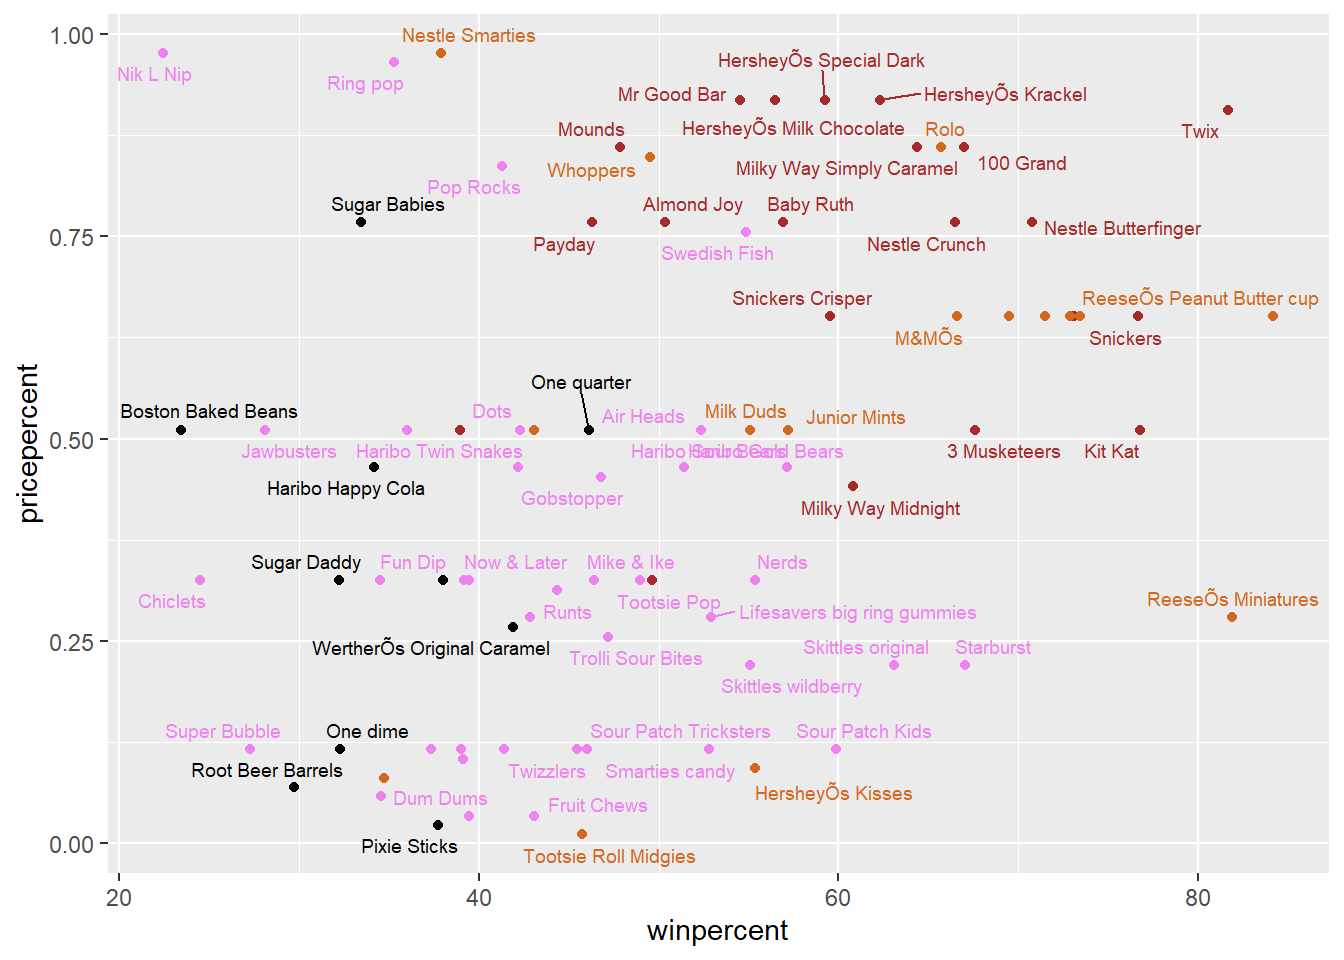 1.00
Nestle Smarties
Nik L Nip
Ring pop
HersheyÕs Special Dark
Mr Good Bar
HersheyÕs Krackel
Twix
Mounds
HersheyÕs Milk Chocolate
Rolo
Whoppers
Milky Way Simply Caramel
100 Grand
Pop Rocks
Sugar Babies
Almond Joy
Baby Ruth
0.75
Payday
Swedish Fish
Nestle Crunch
Nestle Butterfinger
Snickers Crisper
ReeseÕs Peanut Butter cup
M&MÕs
Snickers
One quarter
Boston Baked Beans
Dots
Air Heads
Milk Duds
Junior Mints
0.50
Jawbusters
Haribo Twin Snakes
Haribo Sour Bears
Haribo Gold Bears
3 Musketeers
Kit Kat
Haribo Happy Cola
Gobstopper
Milky Way Midnight
Sugar Daddy
Fun Dip
Now & Later
Mike & Ike
Nerds
Chiclets
Runts
Tootsie Pop
Lifesavers big ring gummies
ReeseÕs Miniatures
0.25
WertherÕs Original Caramel
Trolli Sour Bites
Skittles original
Starburst
Skittles wildberry
Super Bubble
One dime
Sour Patch Tricksters
Sour Patch Kids
Root Beer Barrels
Twizzlers
Smarties candy
Dum Dums
Fruit Chews
HersheyÕs Kisses
0.00
Pixie Sticks
Tootsie Roll Midgies
20
40
60
80
winpercent
pricepercent